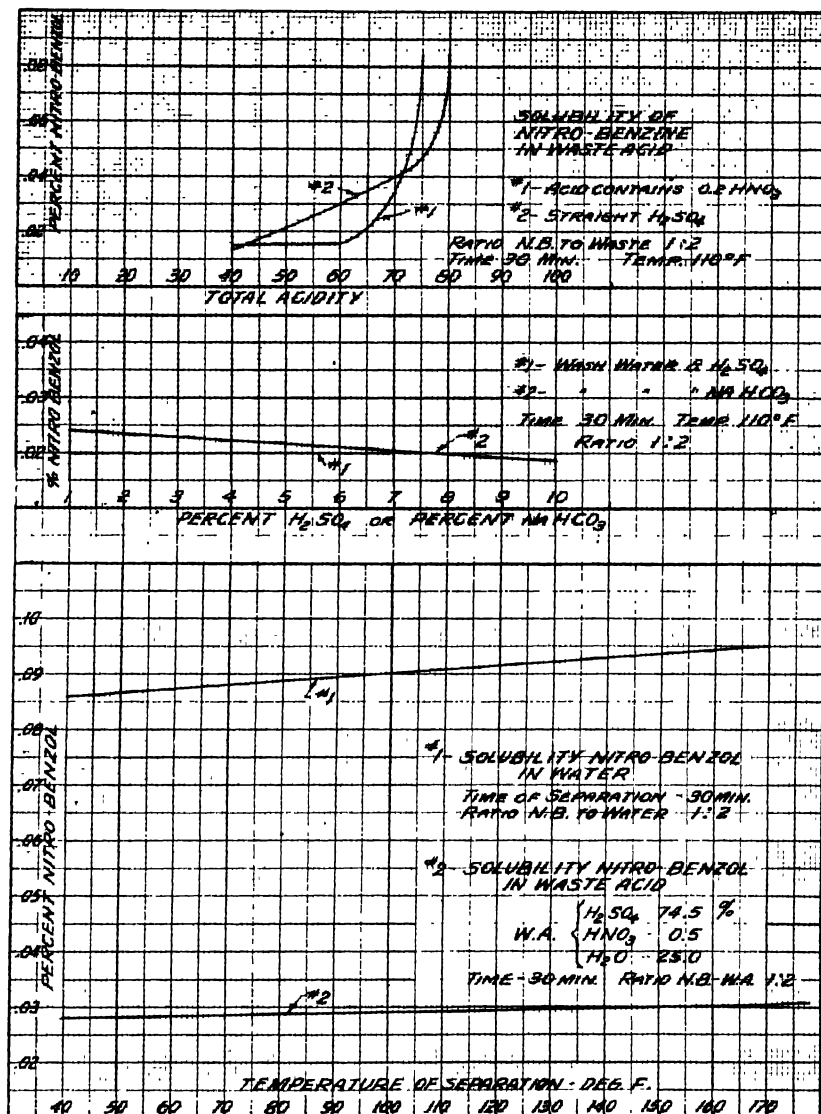 PERCENT NITRO-BENZOL
.04
SOLUBILITY OF
NITRO-BENZINE
IN WASTE ACID
#1- ACID CONTAINS 0.2 HNO3
#2- STRAIGHT H2SO4
RATIO N.B. TO WASTE 1:2
TIME 30 MIN. TEMP. 110°F
#2
#1
10 20 30 40 50 60 70 80 90 100
TOTAL ACIDITY
% NITRO BENZOL
.04
.03
.02
#1- WASH WATER & H2SO4
#2- " " " NA HCO3
TIME 30 MIN. TEMP. 110°F
RATIO 1:2
#2
#1
1 2 3 4 5 6 7 8 9 10
PERCENT H2SO4 OR PERCENT NA HCO3
PERCENT NITRO-BENZOL
.10
.09
.08
.07
.06
.05
.04
.03
.02
#1
#1- SOLUBILITY NITRO-BENZOL
IN WATER
TIME OF SEPARATION - 30 MIN.
RATIO N.B. TO WATER 1:2
#2- SOLUBILITY NITRO-BENZOL
IN WASTE ACID
W.A. { H2SO4 74.5 %
HNO3 0.5
H2O 25.0
TIME - 30 MIN. RATIO N.B.-W.A. 1:2
#2
TEMPERATURE OF SEPARATION - DEG. F.
40 50 60 70 80 90 100 110 120 130 140 150 160 170